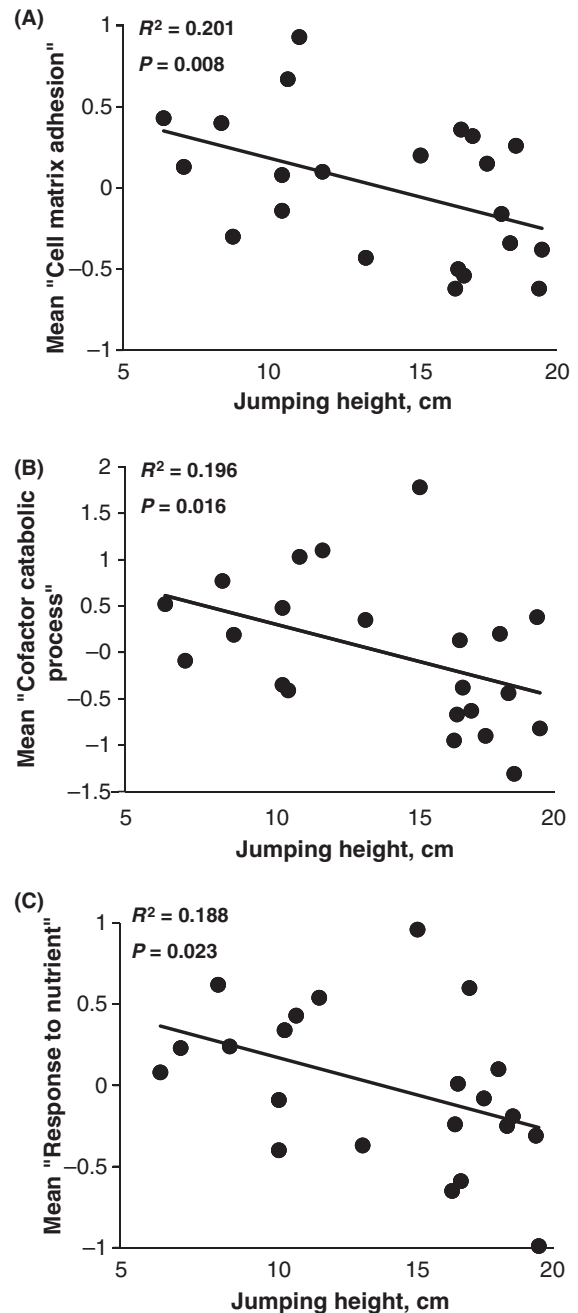 (A)
R² = 0.201
P = 0.008
1
0.5
0
−0.5
−1
Mean "Cell matrix adhesion"
5 10 15 20
Jumping height, cm
(B)
R² = 0.196
P = 0.016
2
1.5
1
0.5
−0
−0.5
−1
−1.5
Mean "Cofactor catabolic
process"
5 10 15 20
Jumping height, cm
(C)
R² = 0.188
P = 0.023
1
0.5
0
−0.5
−1
Mean "Response to nutrient"
5 10 15 20
Jumping height, cm